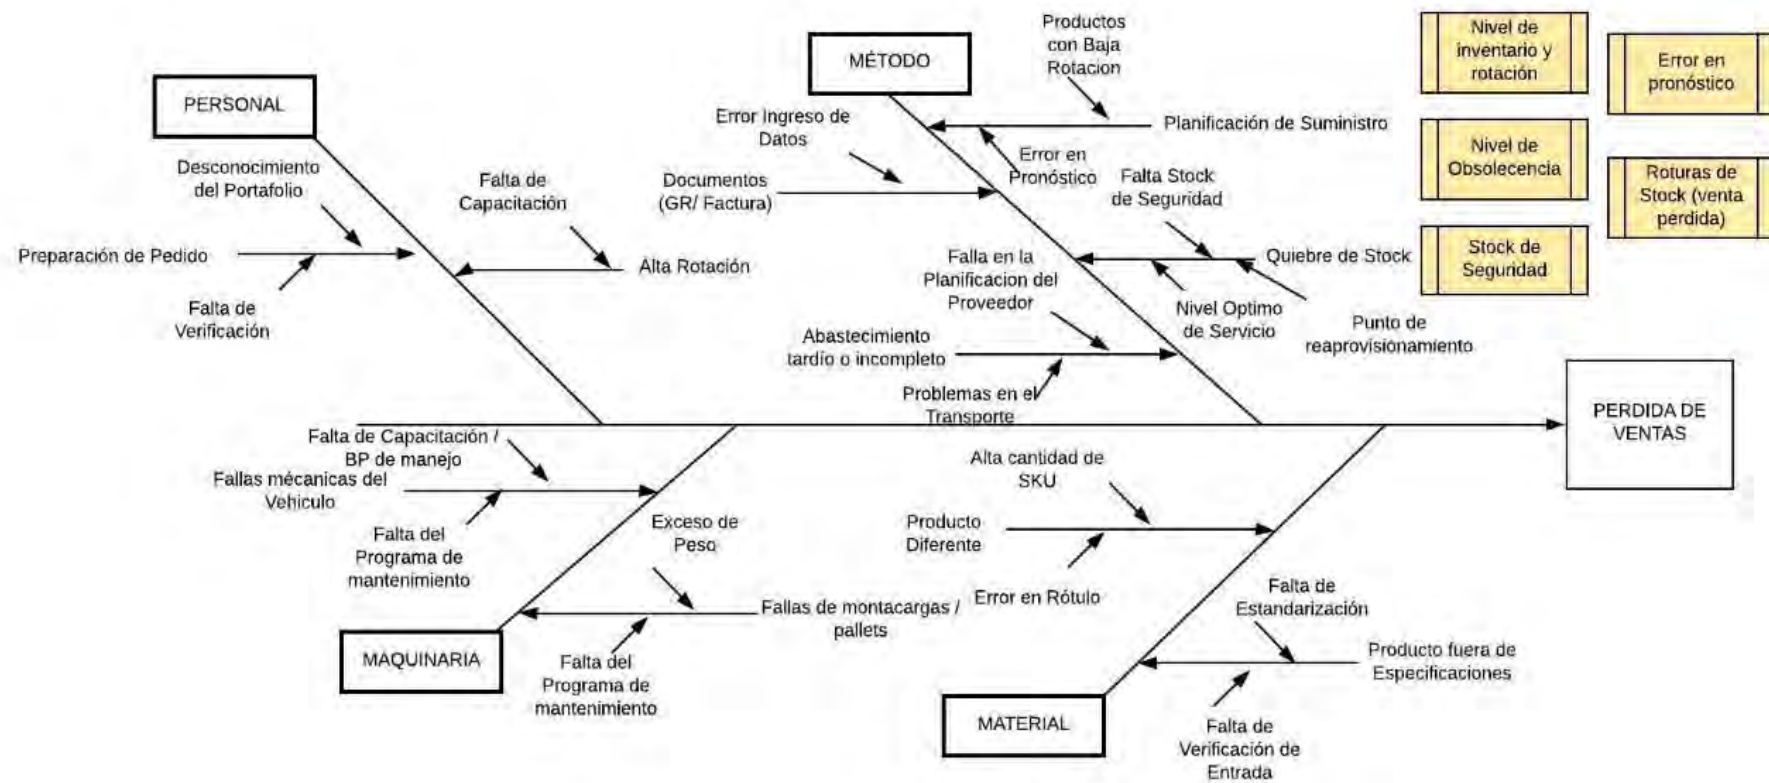 Productos
con Baja
Rotacion
MÉTODO
Nivel de
inventario y
rotación
Error en
pronóstico
PERSONAL
Error Ingreso de
Datos
Planificación de Suministro
Error en
Pronóstico
Nivel de
Obsolecencia
Desconocimiento
del Portafolio
Falta de
Capacitación
Documentos
(GR/ Factura)
Falta Stock
de Seguridad
Roturas de
Stock (venta
perdida)
Preparación de Pedido
Alta Rotación
Falla en la
Planificacion del
Proveedor
Quiebre de Stock
Stock de
Seguridad
Falta de
Verificación
Nivel Optimo
de Servicio
Punto de
reaprovisionamiento
Abastecimiento
tardío o incompleto
Problemas en el
Transporte
PERDIDA DE
VENTAS
Falta de Capacitación /
BP de manejo
Fallas mécanicas del
Vehiculo
Alta cantidad de
SKU
Falta del
Programa de
mantenimiento
Exceso de
Peso
Producto
Diferente
Error en Rótulo
Falta de
Estandarización
Fallas de montacargas /
pallets
MAQUINARIA
Falta del
Programa de
mantenimiento
Producto fuera de
Especificaciones
MATERIAL
Falta de
Verificación de
Entrada